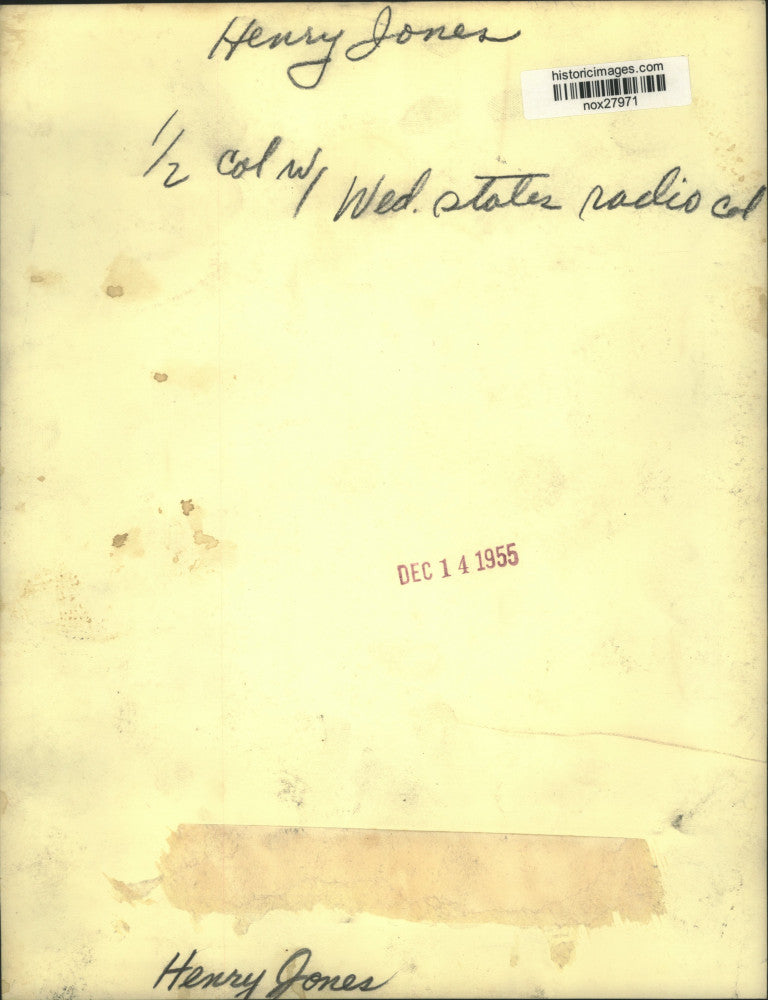 Henry Jones
historicimages.com
nox27971
1/2 col w/ Wed. states radio col
DEC 14 1955
Henry Jones